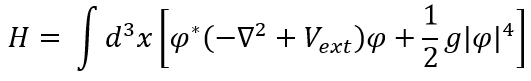 H = ∫ d³x [φ*(−∇² + V_ext)φ + 1/2 g|φ|⁴]